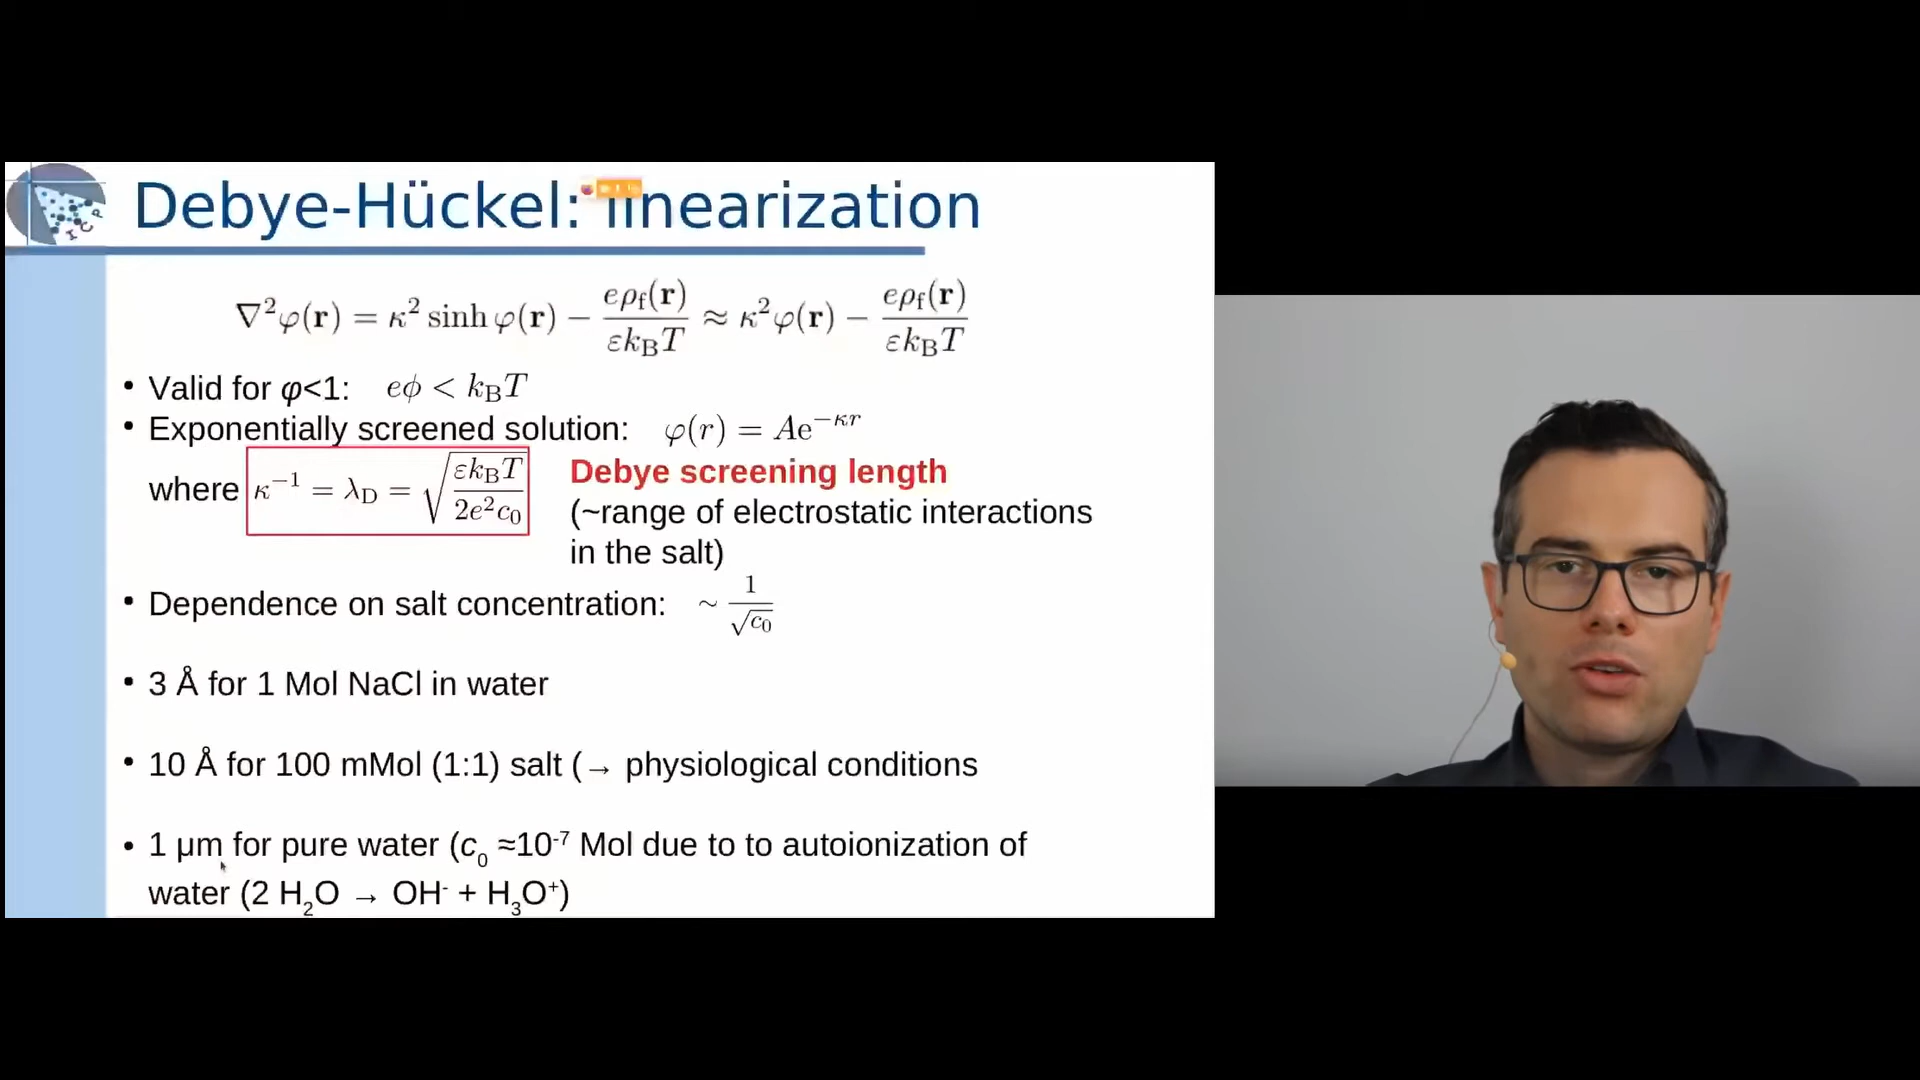 ICP
Debye-Hückel: linearization
∇²φ(r) = κ² sinh φ(r) − eρf(r)/εkBT ≈ κ²φ(r) − eρf(r)/εkBT
• Valid for φ<1: eϕ < kBT
• Exponentially screened solution: φ(r) = Ae^−κr
where κ⁻¹ = λD = √(εkBT/2e²c₀)
Debye screening length
(~range of electrostatic interactions
in the salt)
• Dependence on salt concentration: ~ 1/√c₀
• 3 Å for 1 Mol NaCl in water
• 10 Å for 100 mMol (1:1) salt (→ physiological conditions
• 1 μm for pure water (c₀ ≈10⁻⁷ Mol due to to autoionization of
water (2 H₂O → OH⁻ + H₃O⁺)